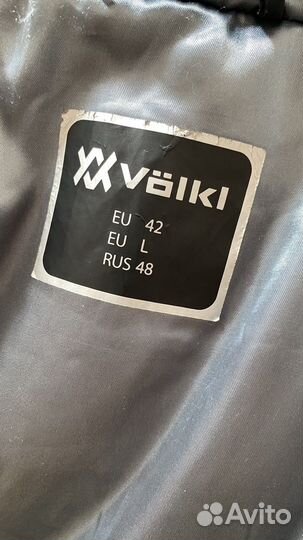 Völkl
EU 42
EU L
RUS 48
Avito